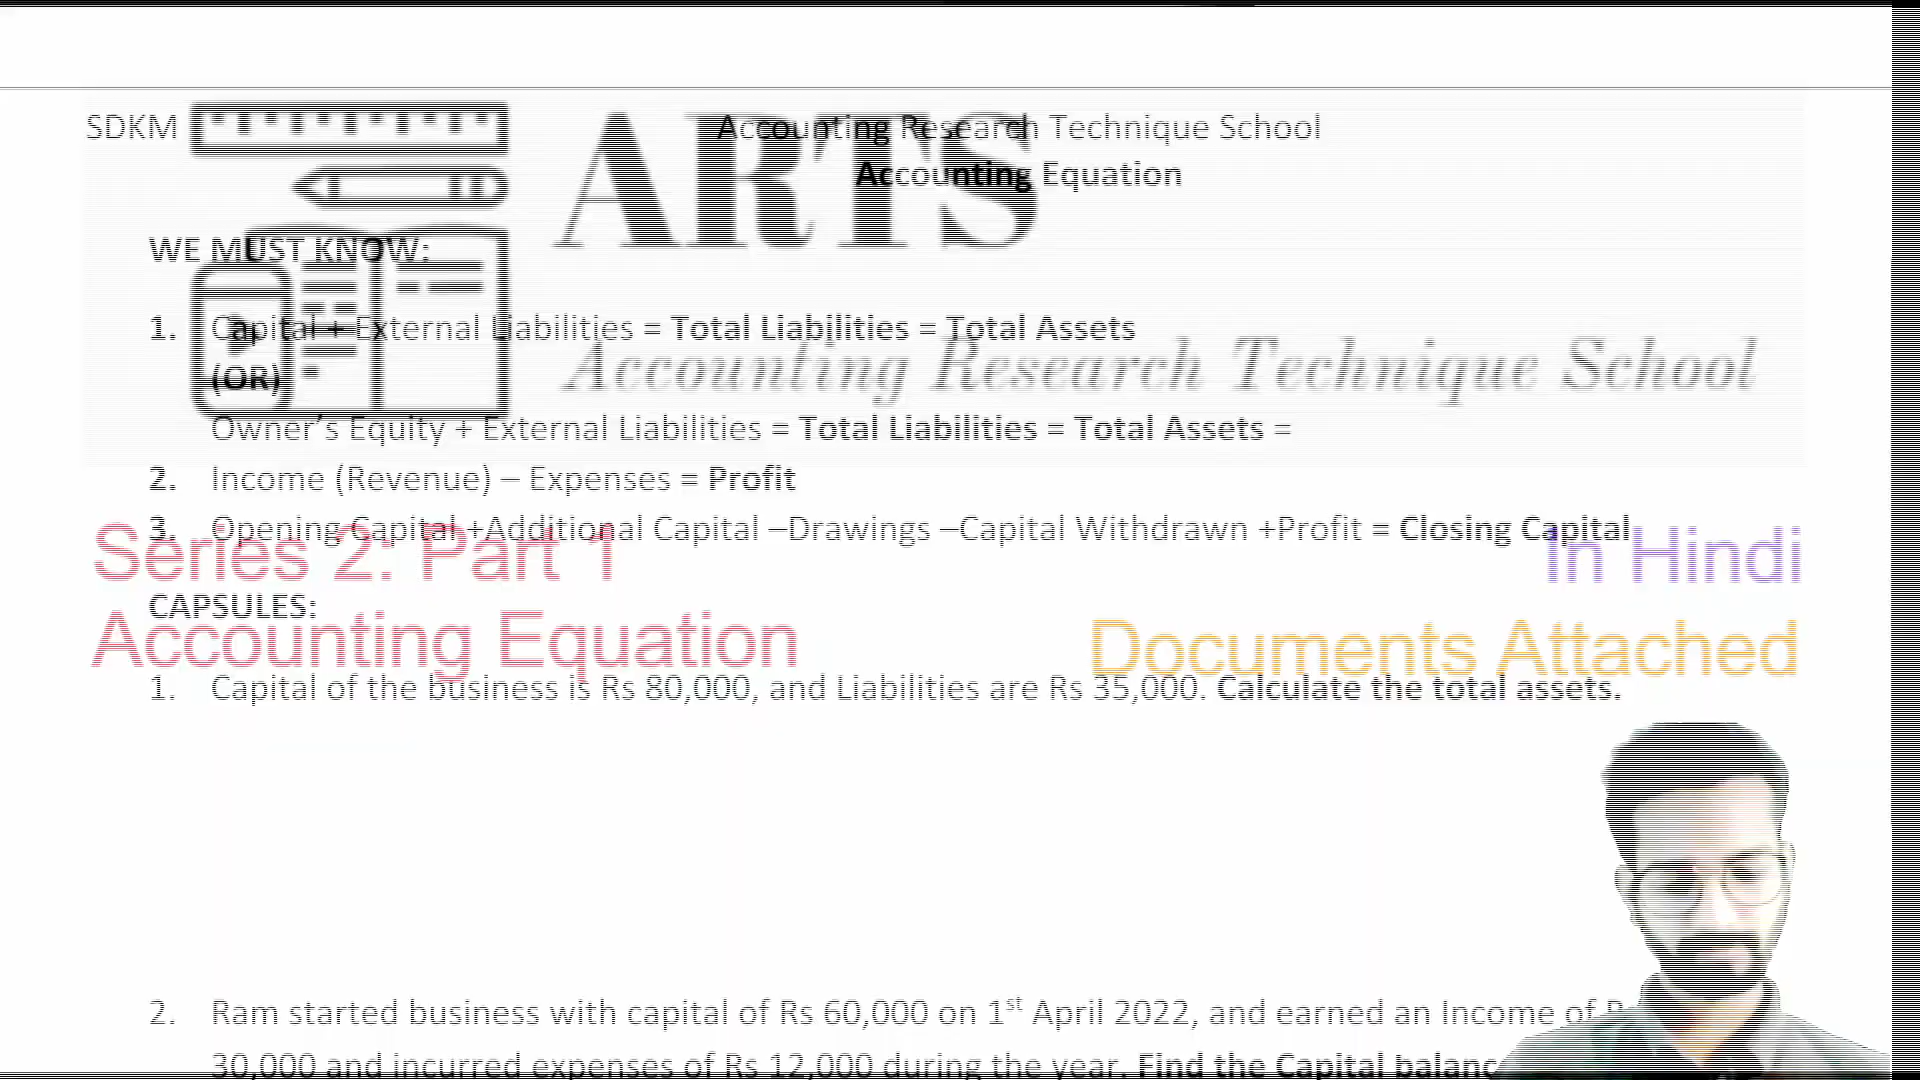 SDKM
Accounting Research Technique School
Accounting Equation
ARTS
WE MUST KNOW:
1. Capital + External Liabilities = Total Liabilities = Total Assets
Accounting Research Technique School
(OR)
Owner’s Equity + External Liabilities = Total Liabilities = Total Assets =
2. Income (Revenue) – Expenses = Profit
3. Opening Capital +Additional Capital –Drawings –Capital Withdrawn +Profit = Closing Capital
Series 2: Part 1
In Hindi
CAPSULES:
Accounting Equation
Documents Attached
1. Capital of the business is Rs 80,000, and Liabilities are Rs 35,000. Calculate the total assets.
2. Ram started business with capital of Rs 60,000 on 1st April 2022, and earned an Income of
30,000 and incurred expenses of Rs 12,000 during the year. Find the Capital